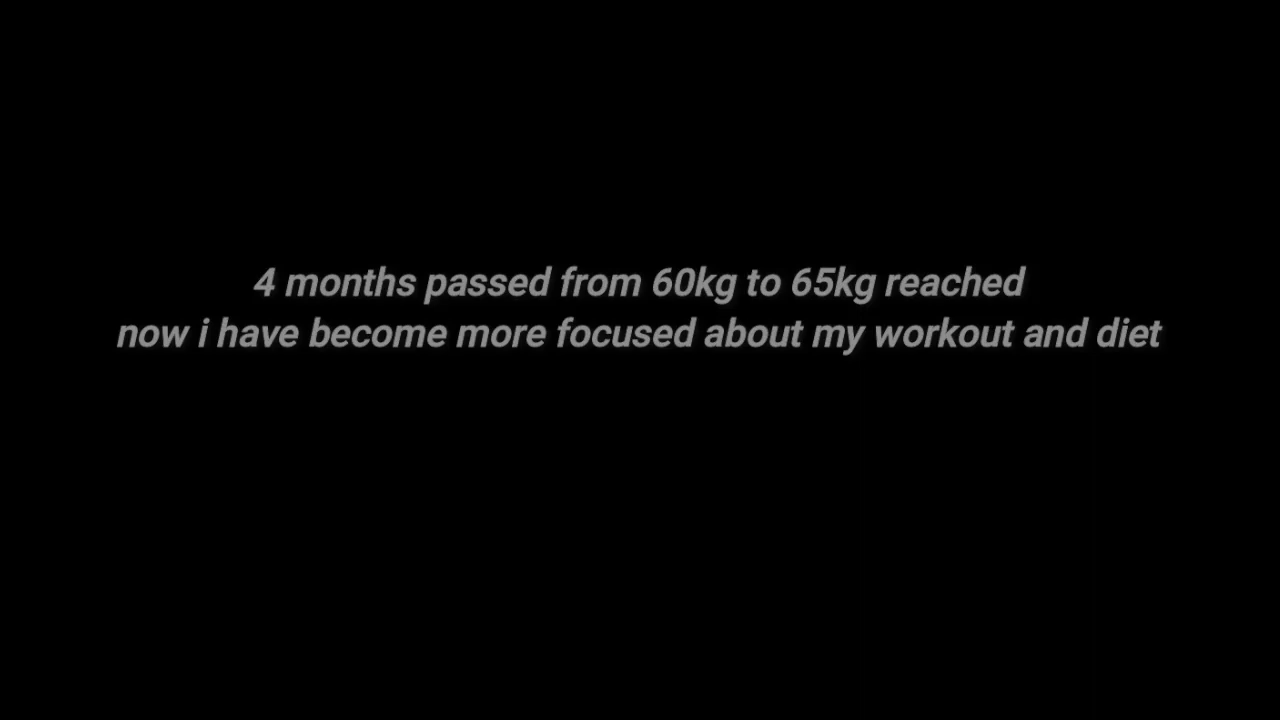 4 months passed from 60kg to 65kg reached
now i have become more focused about my workout and diet